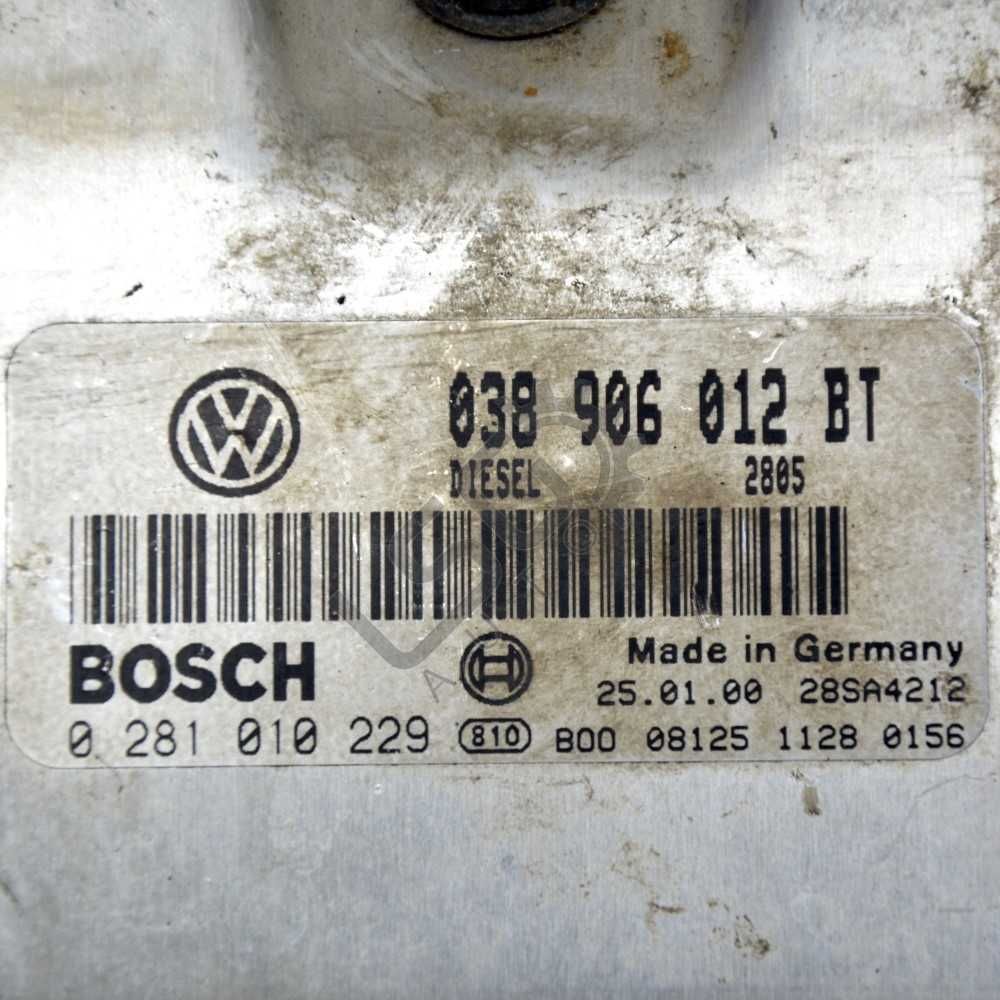 038 906 012 BT
DIESEL 2805
BOSCH
Made in Germany
25.01.00 28SA4212
0 281 010 229 810 B00 08125 1128 0156